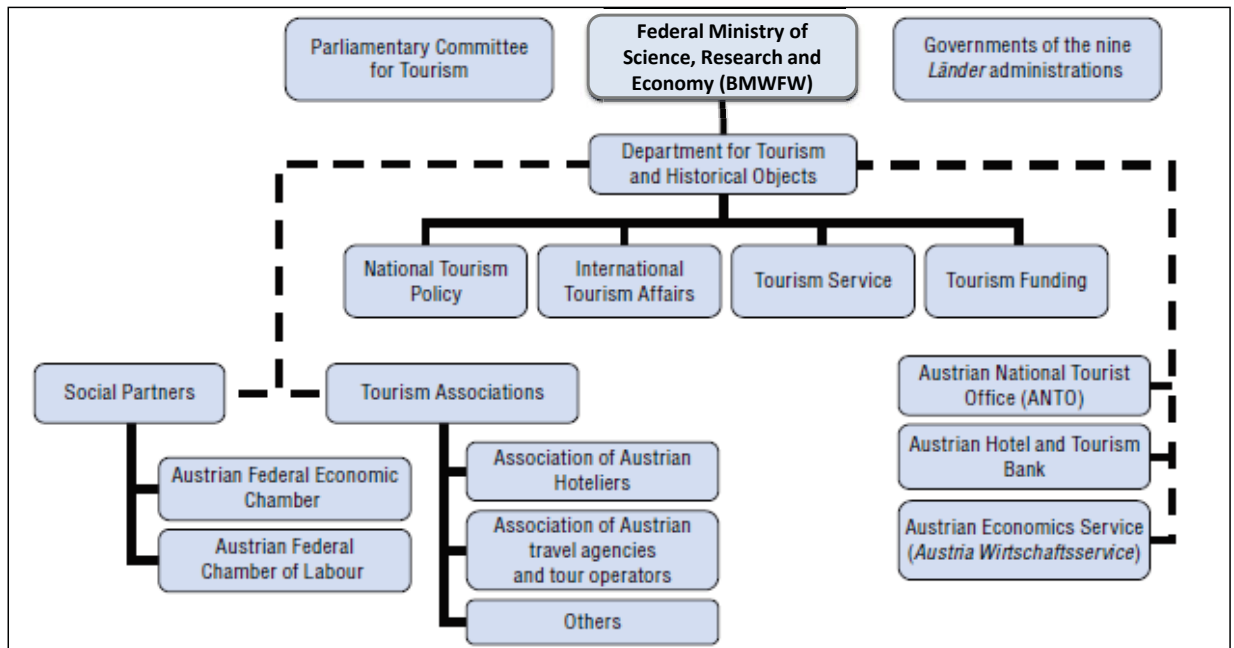 Parliamentary Committee
for Tourism
Federal Ministry of
Science, Research and
Economy (BMWFW)
Governments of the nine
Länder administrations
Department for Tourism
and Historical Objects
National Tourism
Policy
International
Tourism Affairs
Tourism Service
Tourism Funding
Social Partners
Tourism Associations
Austrian Federal Economic
Chamber
Austrian Federal
Chamber of Labour
Association of Austrian
Hoteliers
Association of Austrian
travel agencies
and tour operators
Others
Austrian National Tourist
Office (ANTO)
Austrian Hotel and Tourism
Bank
Austrian Economics Service
(Austria Wirtschaftsservice)